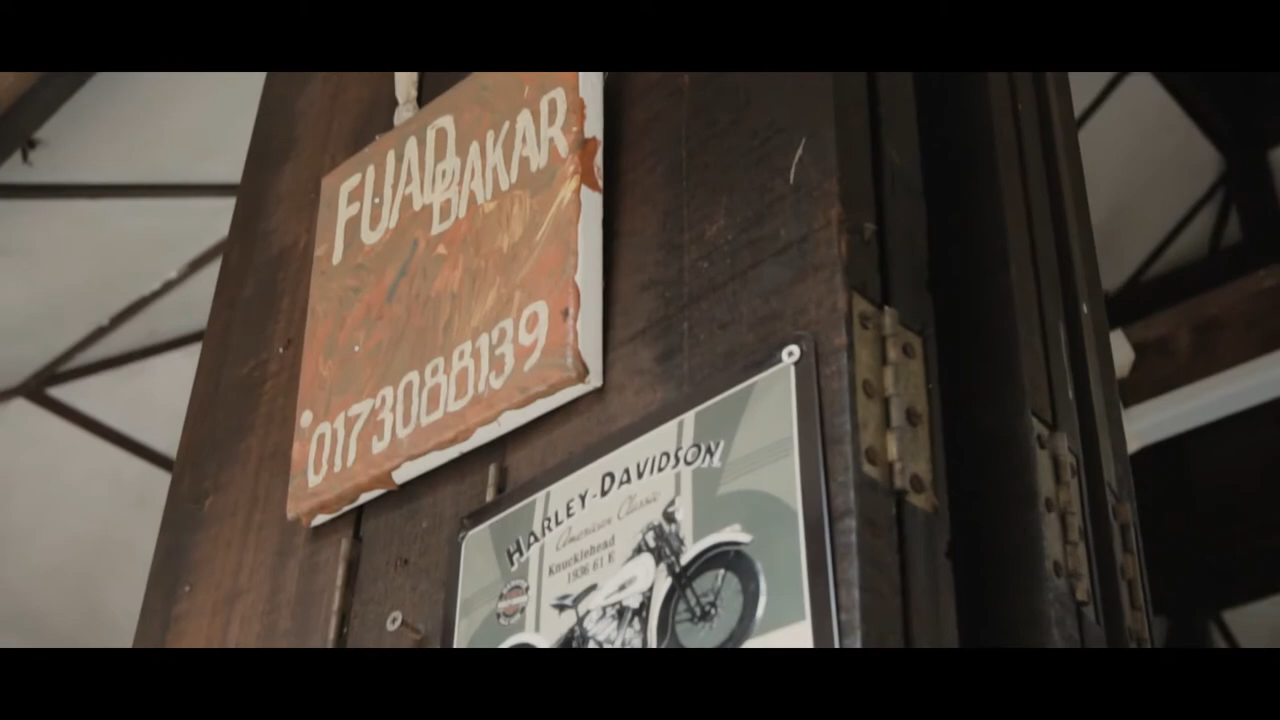 FUAD BAKAR
0173088139
HARLEY-DAVIDSON
American Classic
Knucklehead
1936 61 E